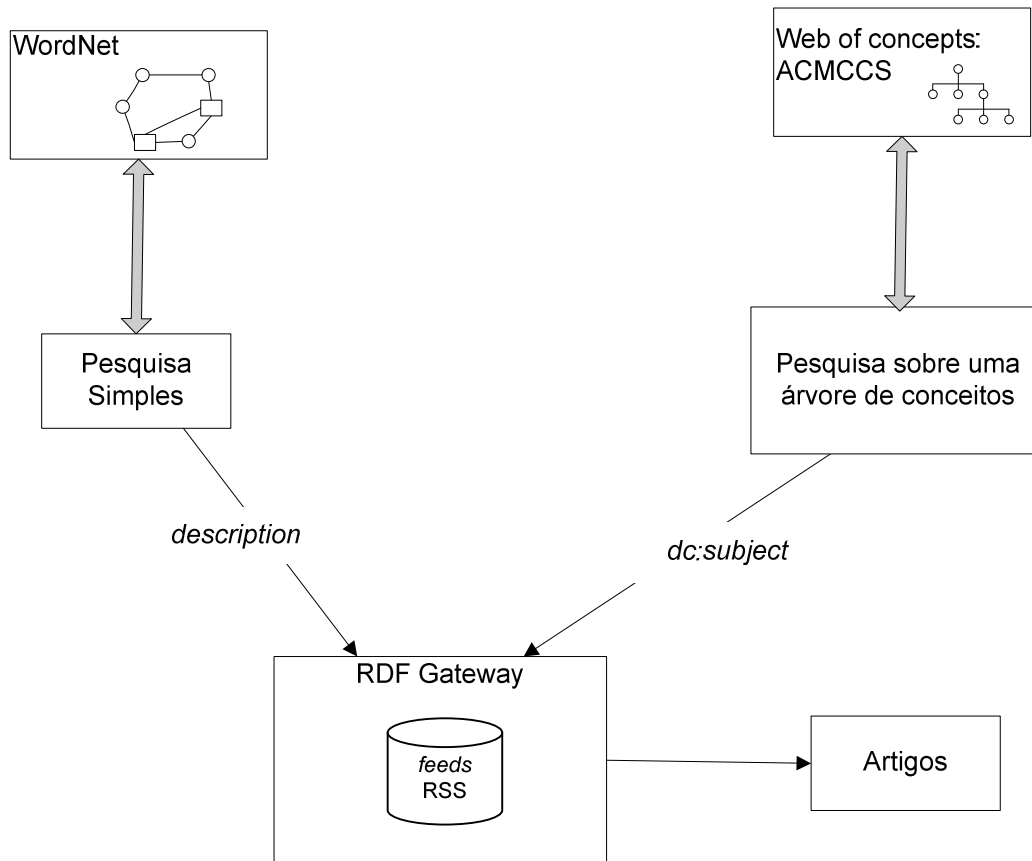 WordNet
Web of concepts:
ACMCCS
Pesquisa
Simples
Pesquisa sobre uma
árvore de conceitos
description
dc:subject
RDF Gateway
feeds
RSS
Artigos